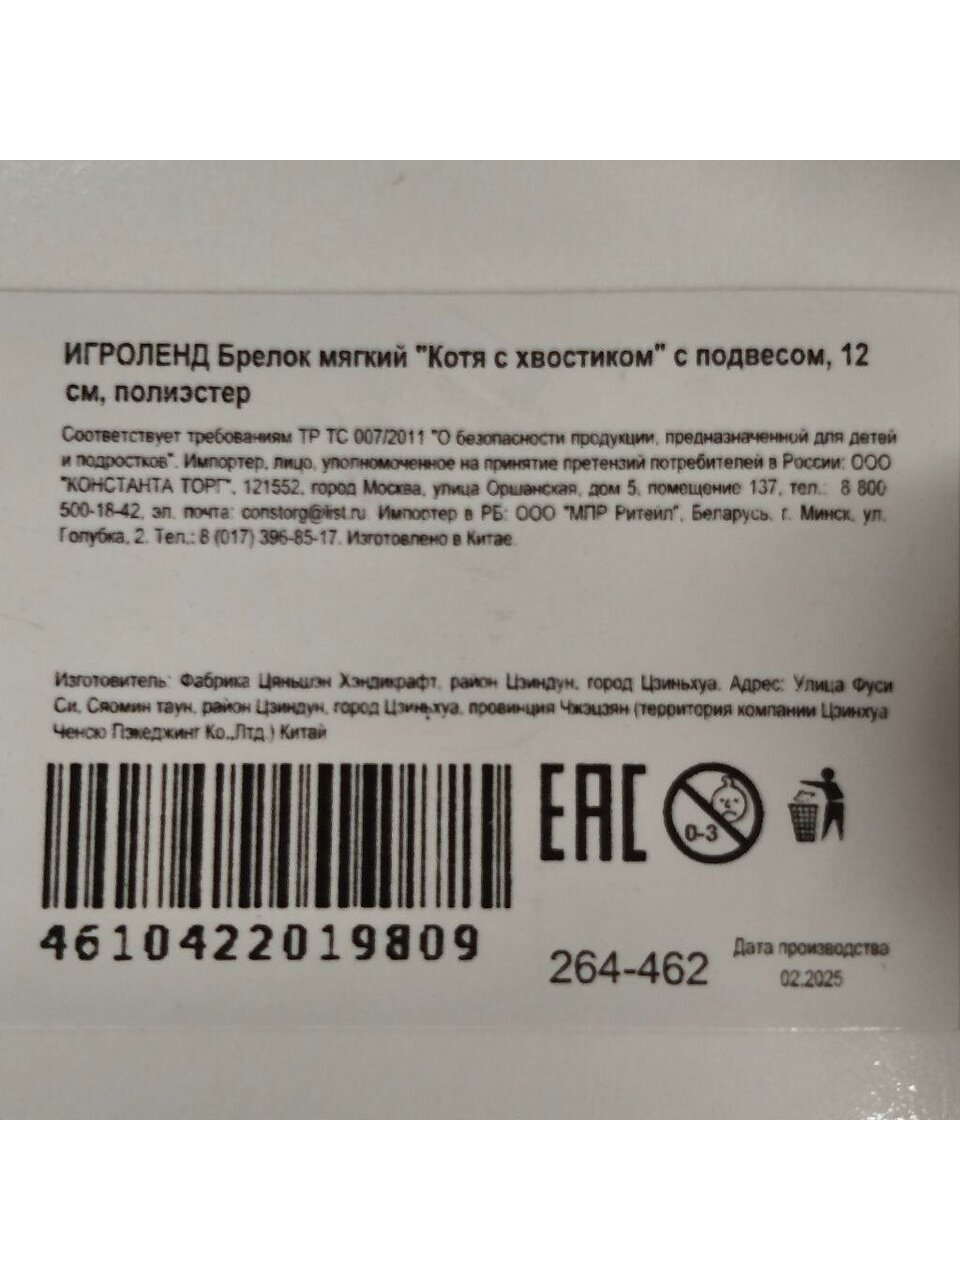 ИГРОЛЕНД Брелок мягкий "Котя с хвостиком" с подвесом, 12
см, полиэстер
Соответствует требованиям ТР ТС 007/2011 "О безопасности продукции, предназначенной для детей
и подростков". Импортер, лицо, уполномоченное на принятие претензий потребителей в России: ООО
"КОНСТАНТА ТОРГ", 121552, город Москва, улица Оршанская, дом 5, помещение 137, тел.: 8 800
500-18-42, эл. почта: constorg@list.ru. Импортер в РБ: ООО "МПР Ритейл", Беларусь. г. Минск, ул.
Голубка, 2. Тел.: 8 (017) 396-85-17. Изготовлено в Китае.
Изготовитель: Фабрика Цяньшэн Хэндикрафт, район Цзиндун, город Цзиньхуа. Адрес: Улица Фуси
Си, Сяомин таун, район Цзиндун, город Цзиньхуа, провинция Чжэцзян (территория компании Цзинхуа
Ченсю Пэкеджинг Ко.,Лтд.) Китай
EAC
0-3
4610422019809
264-462
Дата производства
02.2025